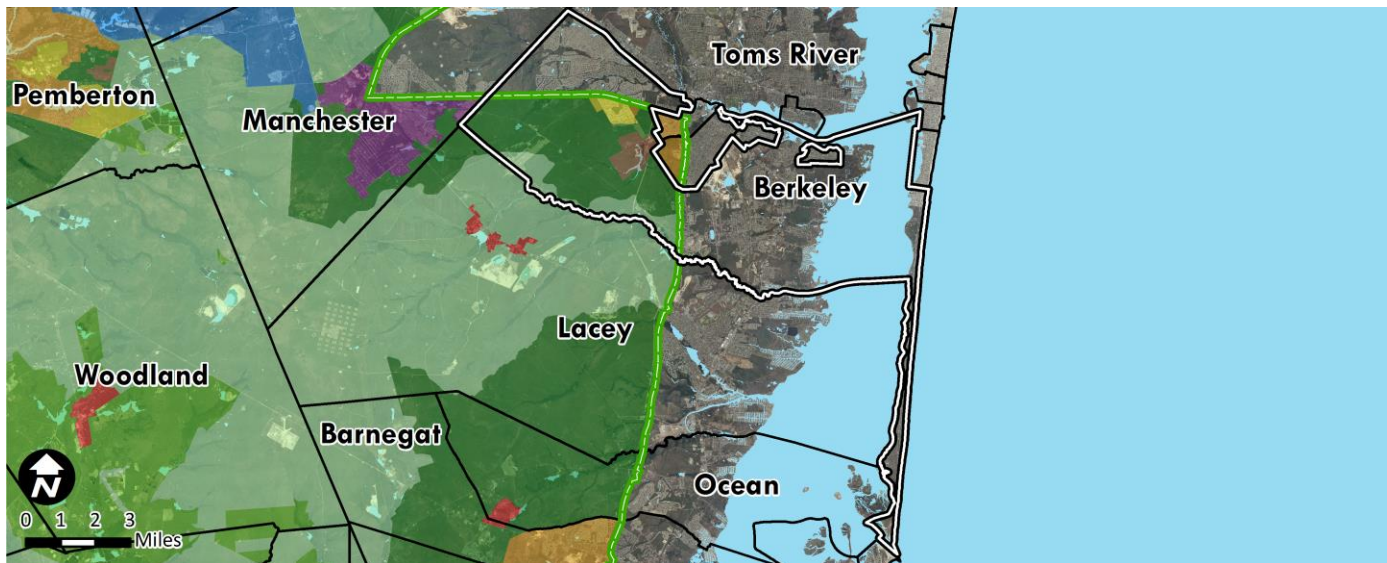 Toms River
Pemberton
Manchester
Berkeley
Lacey
Woodland
Barnegat
Ocean
N
0 1 2 3
Miles